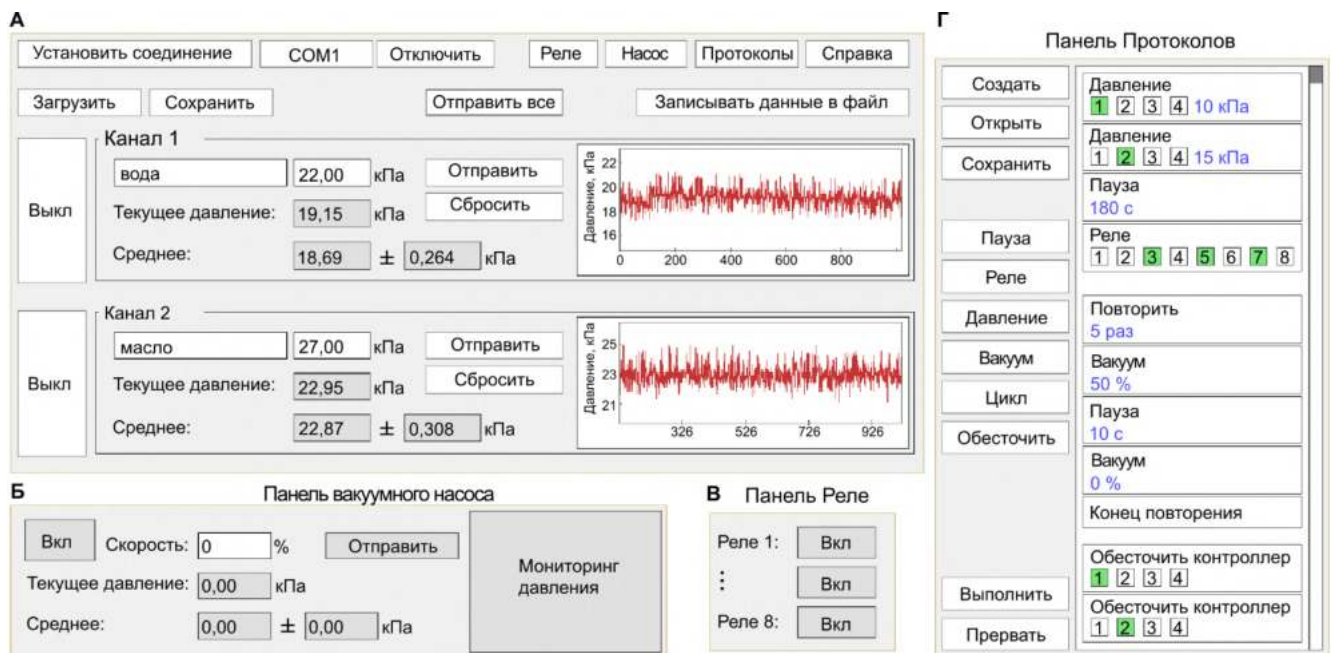 А
Установить соединение COM1 Отключить Реле Насос Протоколы Справка
Загрузить Сохранить Отправить все Записывать данные в файл
Канал 1
Выкл
вода 22,00 кПа Отправить
Текущее давление: 19,15 кПа Сбросить
Среднее: 18,69 ± 0,264 кПа
Давление, кПа
22
20
19
18
16
0 200 400 600 800
Канал 2
Выкл
масло 27,00 кПа Отправить
Текущее давление: 22,95 кПа Сбросить
Среднее: 22,87 ± 0,308 кПа
Давление, кПа
25
23
21
326 526 726 926
Б
Панель вакуумного насоса
Вкл Скорость: 0 % Отправить
Текущее давление: 0,00 кПа
Среднее: 0,00 ± 0,00 кПа
Мониторинг
давления
В Панель Реле
Реле 1: Вкл
⋮ Вкл
Реле 8: Вкл
Г
Панель Протоколов
Создать
Открыть
Сохранить
Пауза
Реле
Давление
Вакуум
Цикл
Обесточить
Выполнить
Прервать
Давление
1 2 3 4 10 кПа
Давление
1 2 3 4 15 кПа
Пауза
180 с
Реле
1 2 3 4 5 6 7 8
Повторить
5 раз
Вакуум
50 %
Пауза
10 с
Вакуум
0 %
Конец повторения
Обесточить контроллер
1 2 3 4
Обесточить контроллер
1 2 3 4